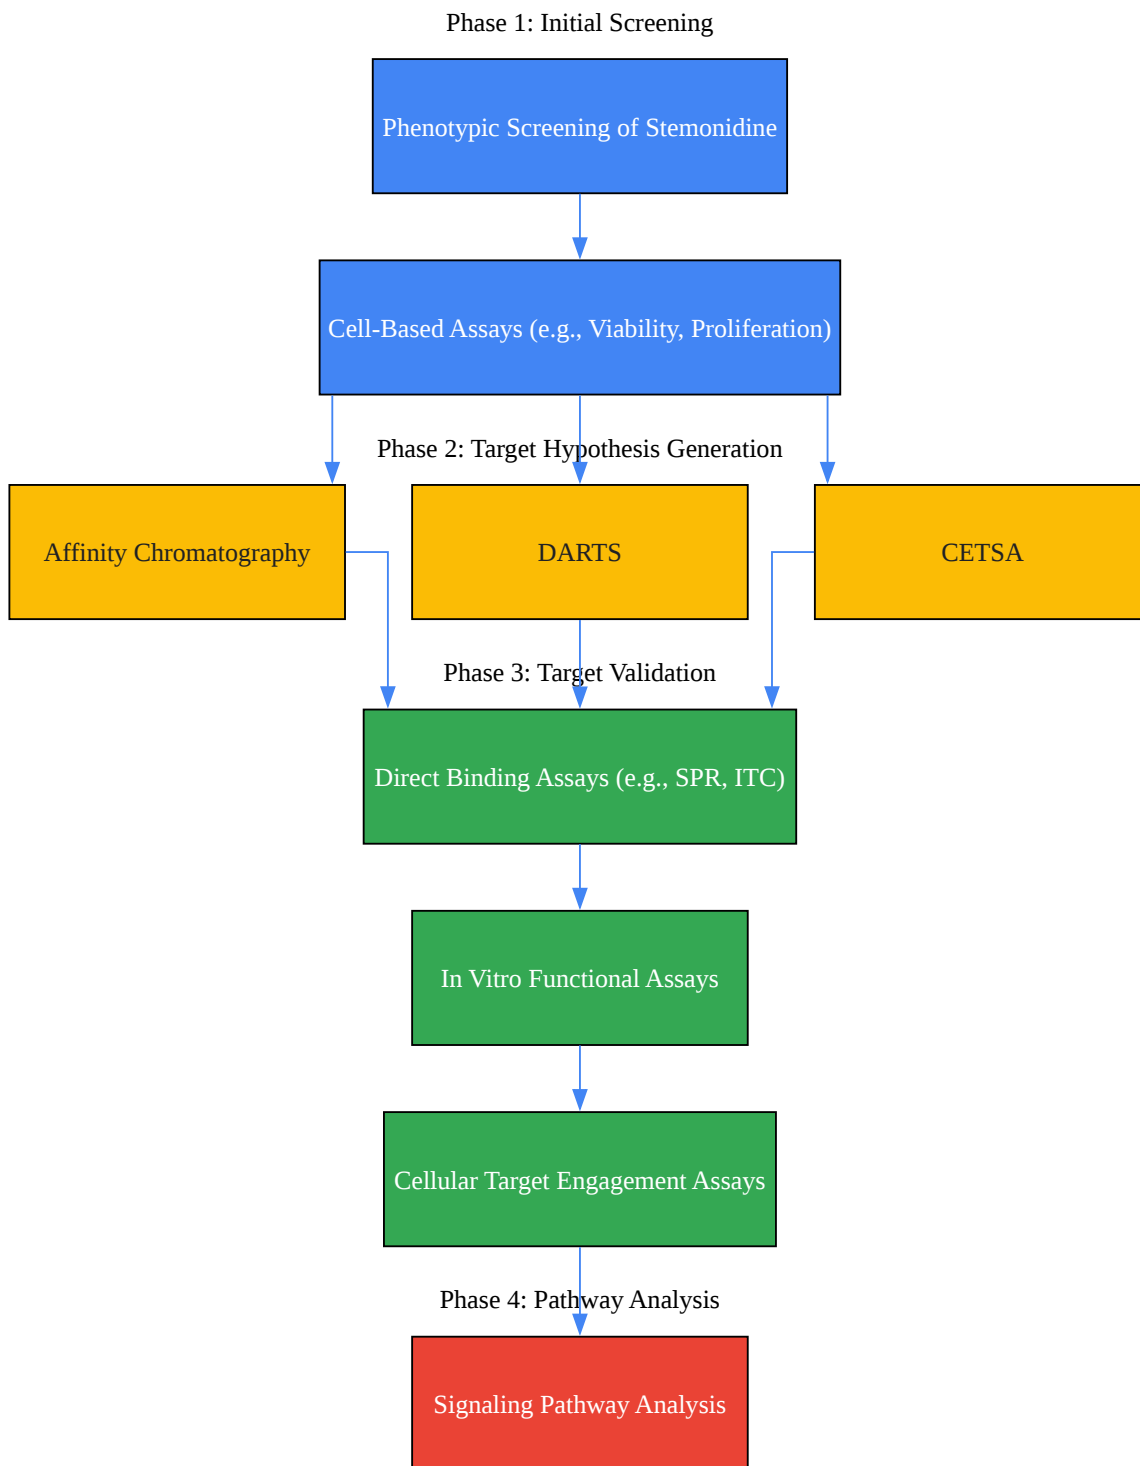 Phase 1: Initial Screening
Phenotypic Screening of Stemonidine
Cell-Based Assays (e.g., Viability, Proliferation)
Phase 2: Target Hypothesis Generation
Affinity Chromatography
DARTS
CETSA
Phase 3: Target Validation
Direct Binding Assays (e.g., SPR, ITC)
In Vitro Functional Assays
Cellular Target Engagement Assays
Phase 4: Pathway Analysis
Signaling Pathway Analysis